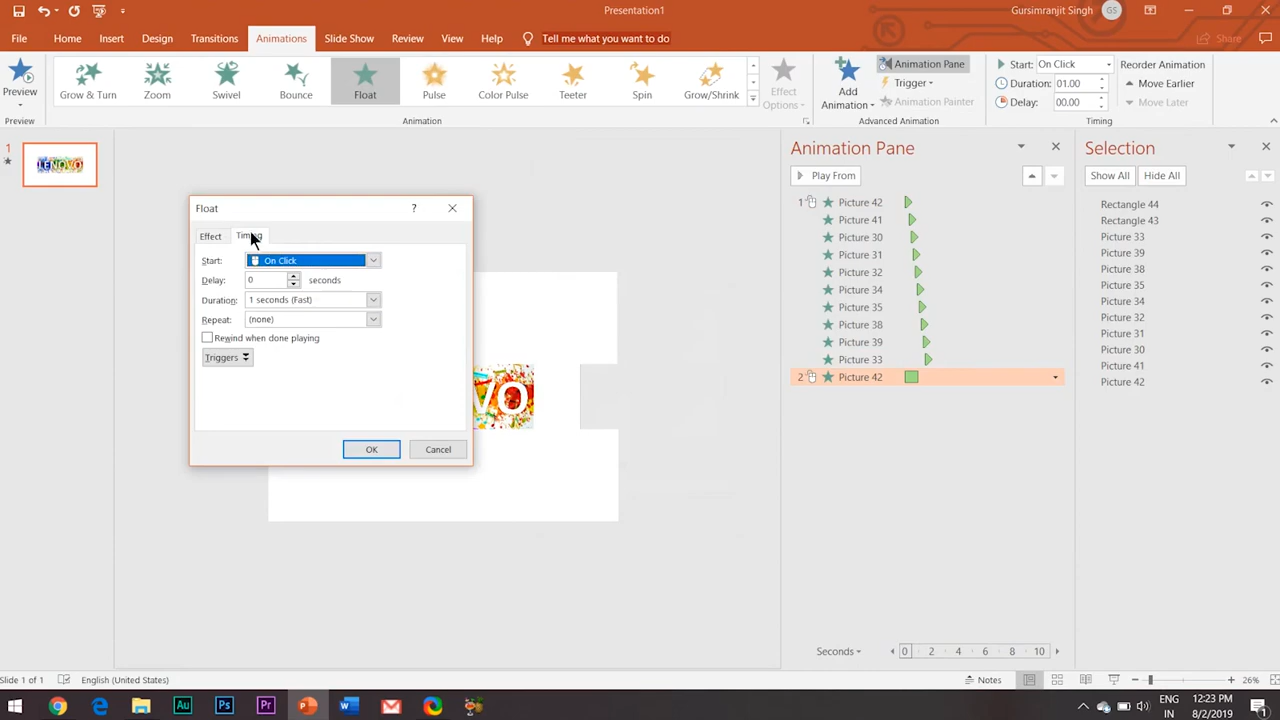 Presentation1
Gursimranjit Singh
GS
File
Home
Insert
Design
Transitions
Animations
Slide Show
Review
View
Help
Tell me what you want to do
Share
Preview
Grow & Turn
Zoom
Swivel
Bounce
Float
Pulse
Color Pulse
Teeter
Spin
Grow/Shrink
Effect
Options
Add
Animation
Animation Pane
Trigger
Animation Painter
Start: On Click
Duration: 01.00
Delay: 00.00
Reorder Animation
Move Earlier
Move Later
Preview
Animation
Advanced Animation
Timing
1
LENOVO
Float
?
Effect
Timing
Start: On Click
Delay: 0 seconds
Duration: 1 seconds (Fast)
Repeat: (none)
Rewind when done playing
Triggers
OK
Cancel
VO
Animation Pane
Play From
1 Picture 42
Picture 41
Picture 30
Picture 31
Picture 32
Picture 34
Picture 35
Picture 38
Picture 39
Picture 33
2 Picture 42
Seconds
0 2 4 6 8 10
Selection
Show All
Hide All
Rectangle 44
Rectangle 43
Picture 33
Picture 39
Picture 38
Picture 35
Picture 34
Picture 32
Picture 31
Picture 30
Picture 41
Picture 42
Slide 1 of 1
English (United States)
Notes
26%
Au
Ps
Pr
ENG
IN
12:23 PM
8/2/2019
1